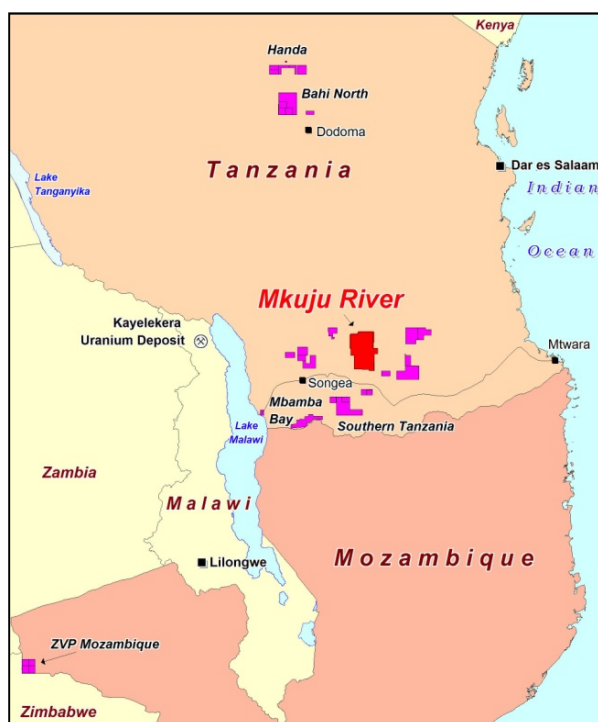 Kenya
Handa
Bahi North
Dodoma
Tanzania
Dar es Salaam
Lake
Tanganyika
Indian
Ocean
Mkuju River
Kayelekera
Uranium Deposit
Mtwara
Songea
Mbamba
Bay
Southern Tanzania
Lake
Malawi
Zambia
Malawi
Mozambique
Lilongwe
ZVP Mozambique
Zimbabwe